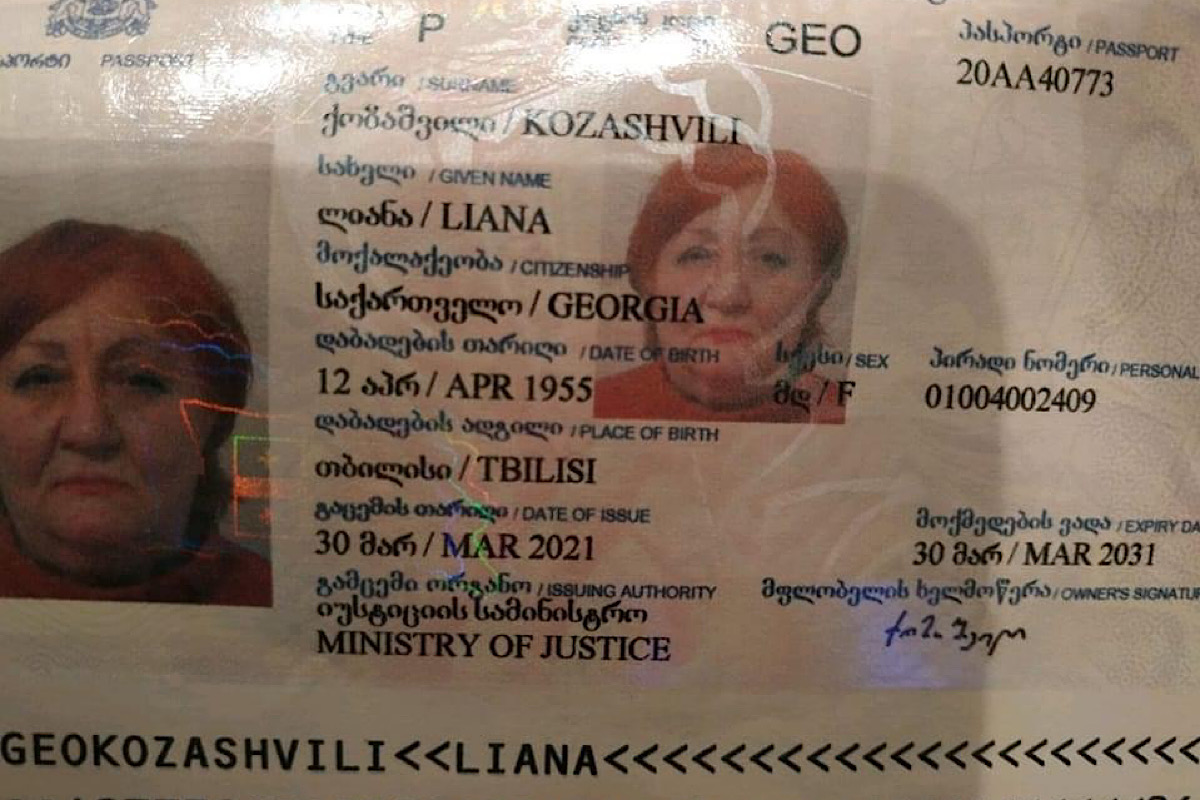 P
GEO
პასპორტი / PASSPORT
პასპორტი / PASSPORT
20AA40773
გვარი / SURNAME
ქოზაშვილი / KOZASHVILI
სახელი / GIVEN NAME
ლიანა / LIANA
მოქალაქეობა / CITIZENSHIP
საქართველო / GEORGIA
დაბადების თარიღი / DATE OF BIRTH
სქესი / SEX
პირადი ნომერი / PERSONAL
12 აპრ / APR 1955
მდ / F
01004002409
დაბადების ადგილი / PLACE OF BIRTH
თბილისი / TBILISI
გაცემის თარიღი / DATE OF ISSUE
მოქმედების ვადა / EXPIRY DA
30 მარ / MAR 2021
30 მარ / MAR 2031
გამცემი ორგანო / ISSUING AUTHORITY
მფლობელის ხელმოწერა / OWNER'S SIGNATUR
იუსტიციის სამინისტრო
MINISTRY OF JUSTICE
GEOKOZASHVILI<<LIANA<<<<<<<<<<<<<<<<<<<